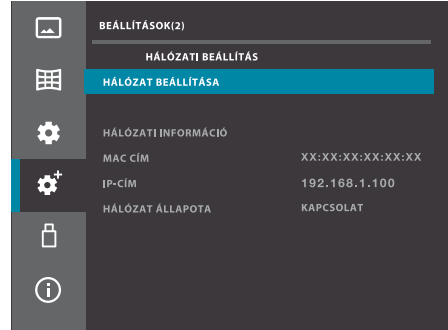 BEÁLLÍTÁSOK(2)
HÁLÓZATI BEÁLLÍTÁS
HÁLÓZAT BEÁLLÍTÁSA
HÁLÓZATI INFORMÁCIÓ
MAC CÍM XX:XX:XX:XX:XX:XX
IP-CÍM 192.168.1.100
HÁLÓZAT ÁLLAPOTA KAPCSOLAT